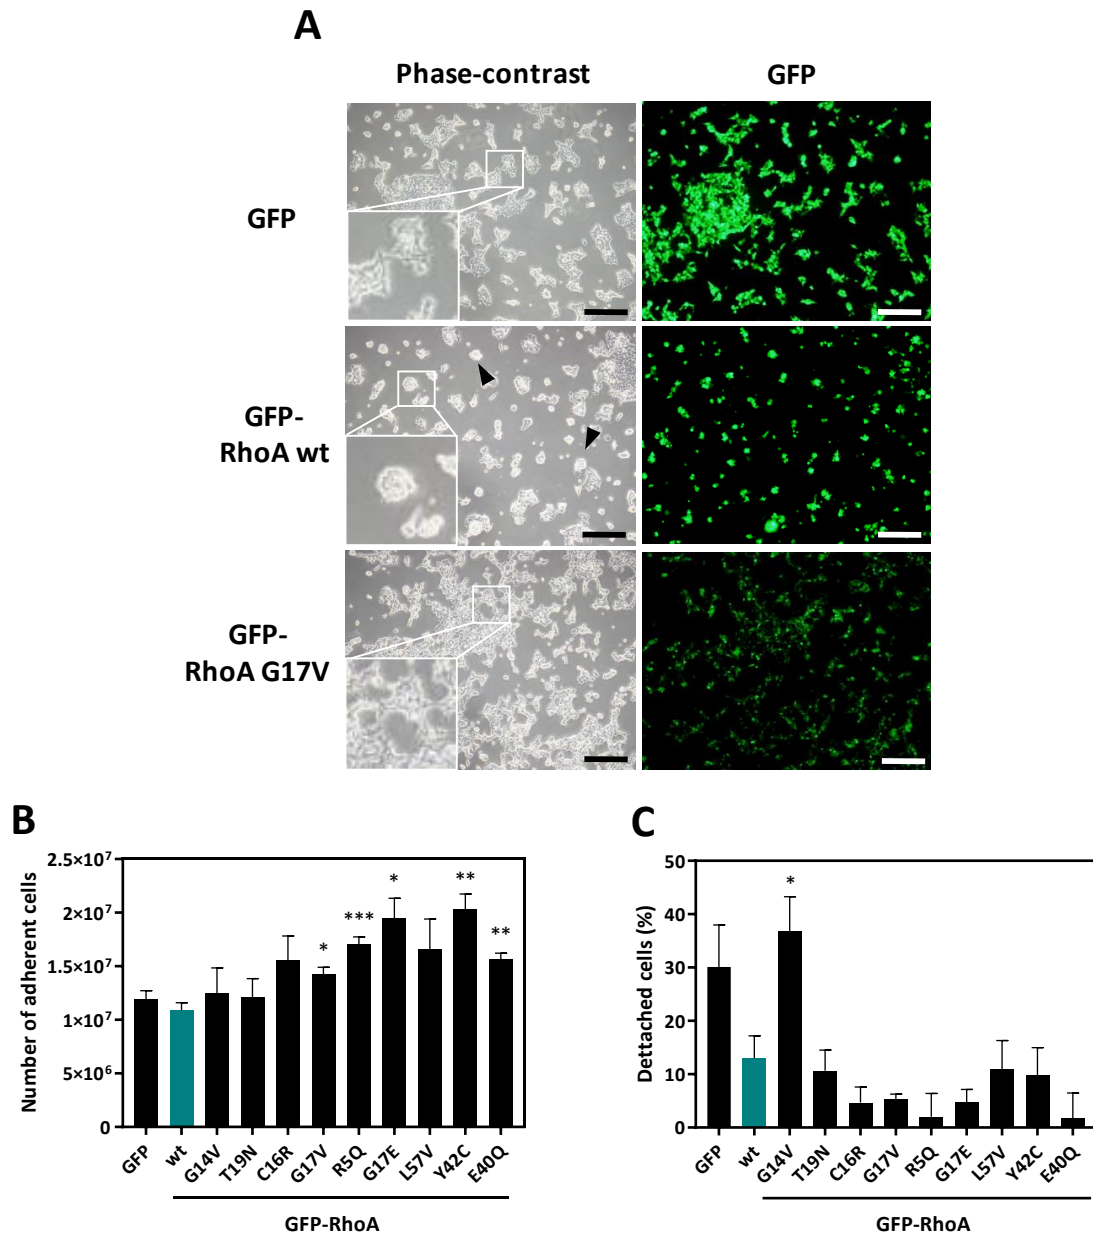 A
Phase-contrast
GFP
GFP
GFP-
RhoA wt
GFP-
RhoA G17V
B
Number of adherent cells
2.5×10⁷
2×10⁷
1.5×10⁷
1×10⁷
5×10⁶
0
*
***
*
**
**
GFP
wt
G14V
T19N
C16R
G17V
R5Q
G17E
L57V
Y42C
E40Q
GFP-RhoA
C
Dettached cells (%)
50
40
30
20
10
0
*
GFP
wt
G14V
T19N
C16R
G17V
R5Q
G17E
L57V
Y42C
E40Q
GFP-RhoA